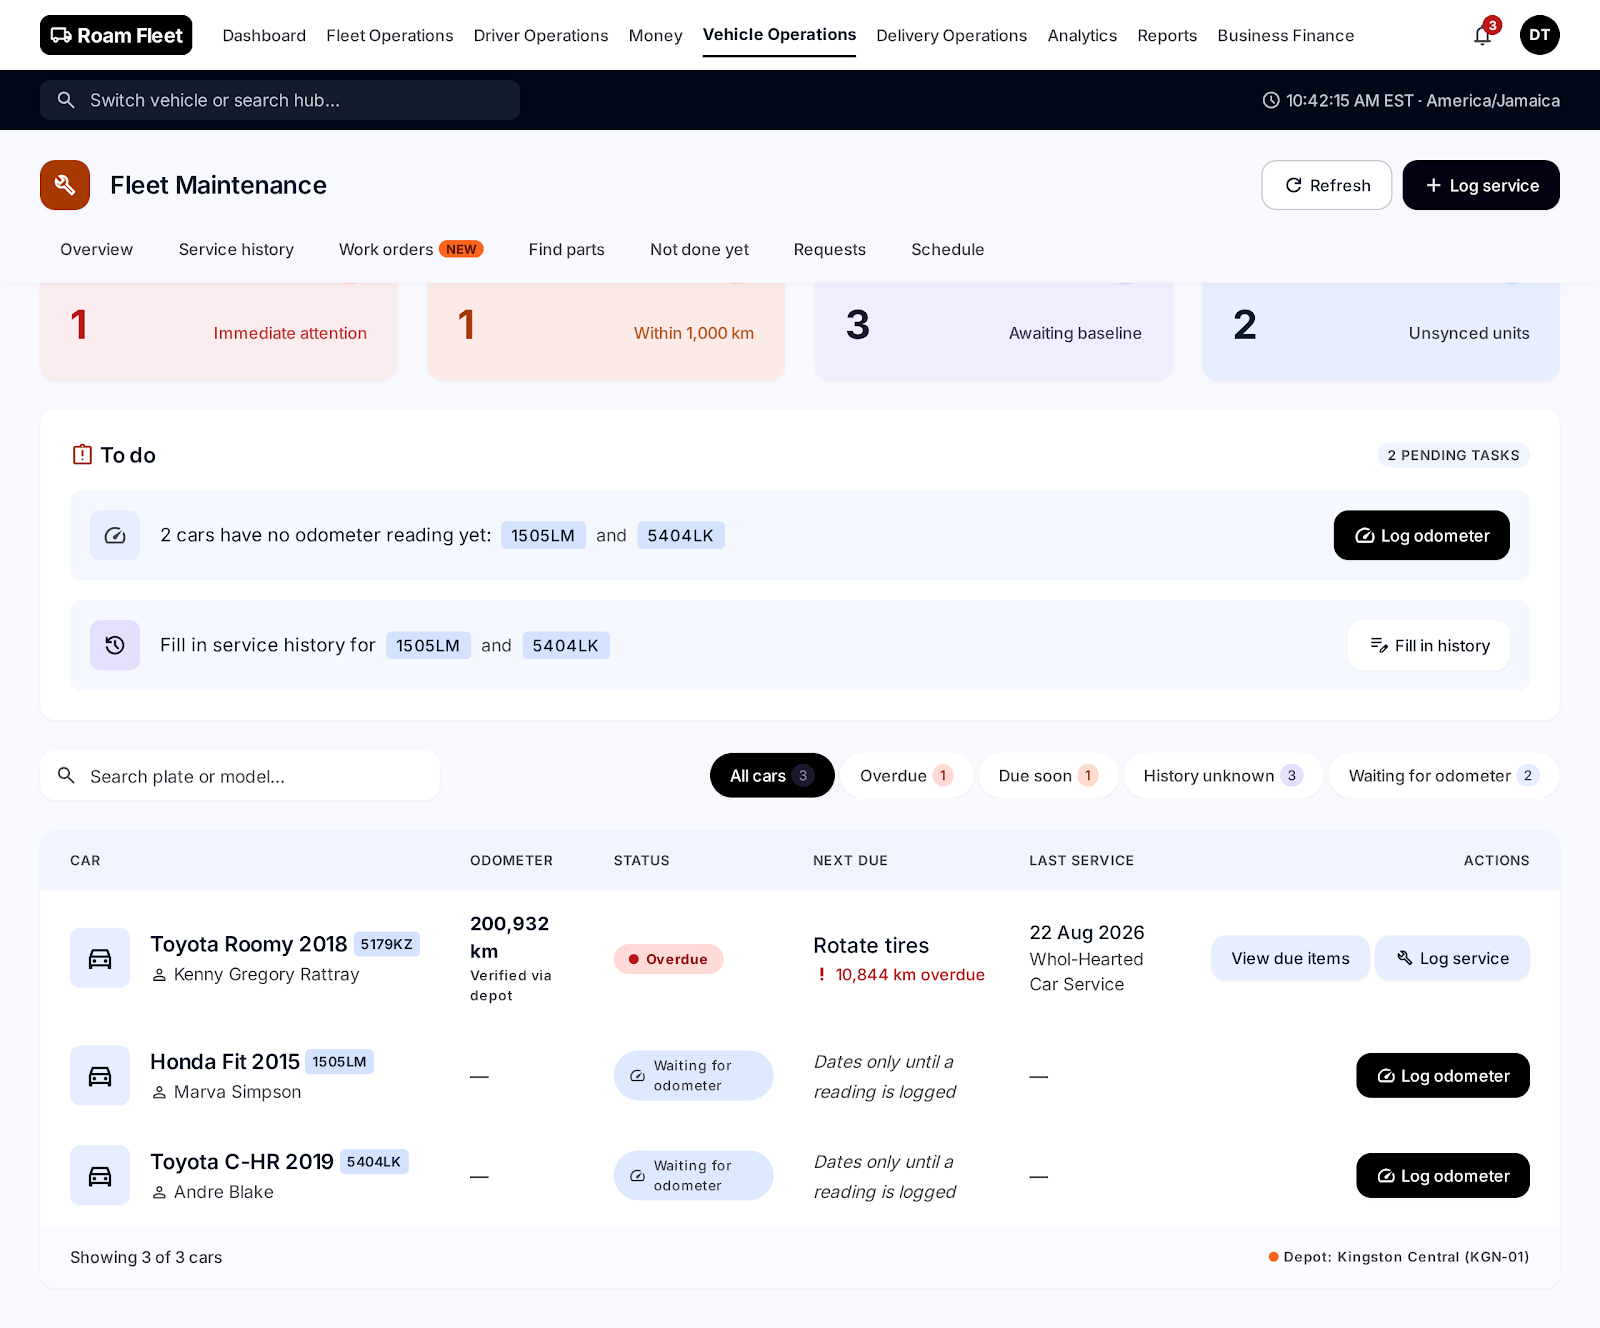 Roam Fleet
Dashboard
Fleet Operations
Driver Operations
Money
Vehicle Operations
Delivery Operations
Analytics
Reports
Business Finance
3
DT
Switch vehicle or search hub...
10:42:15 AM EST · America/Jamaica
Fleet Maintenance
Refresh
+ Log service
Overview
Service history
Work orders NEW
Find parts
Not done yet
Requests
Schedule
1
Immediate attention
1
Within 1,000 km
3
Awaiting baseline
2
Unsynced units
To do
2 PENDING TASKS
2 cars have no odometer reading yet: 1505LM and 5404LK
Log odometer
Fill in service history for 1505LM and 5404LK
Fill in history
Search plate or model...
All cars 3
Overdue 1
Due soon 1
History unknown 3
Waiting for odometer 2
CAR
ODOMETER
STATUS
NEXT DUE
LAST SERVICE
ACTIONS
Toyota Roomy 2018 5179KZ
Kenny Gregory Rattray
200,932
km
Verified via
depot
Overdue
Rotate tires
! 10,844 km overdue
22 Aug 2026
Whol-Hearted
Car Service
View due items
Log service
Honda Fit 2015 1505LM
Marva Simpson
—
Waiting for
odometer
Dates only until a
reading is logged
—
Log odometer
Toyota C-HR 2019 5404LK
Andre Blake
—
Waiting for
odometer
Dates only until a
reading is logged
—
Log odometer
Showing 3 of 3 cars
Depot: Kingston Central (KGN-01)